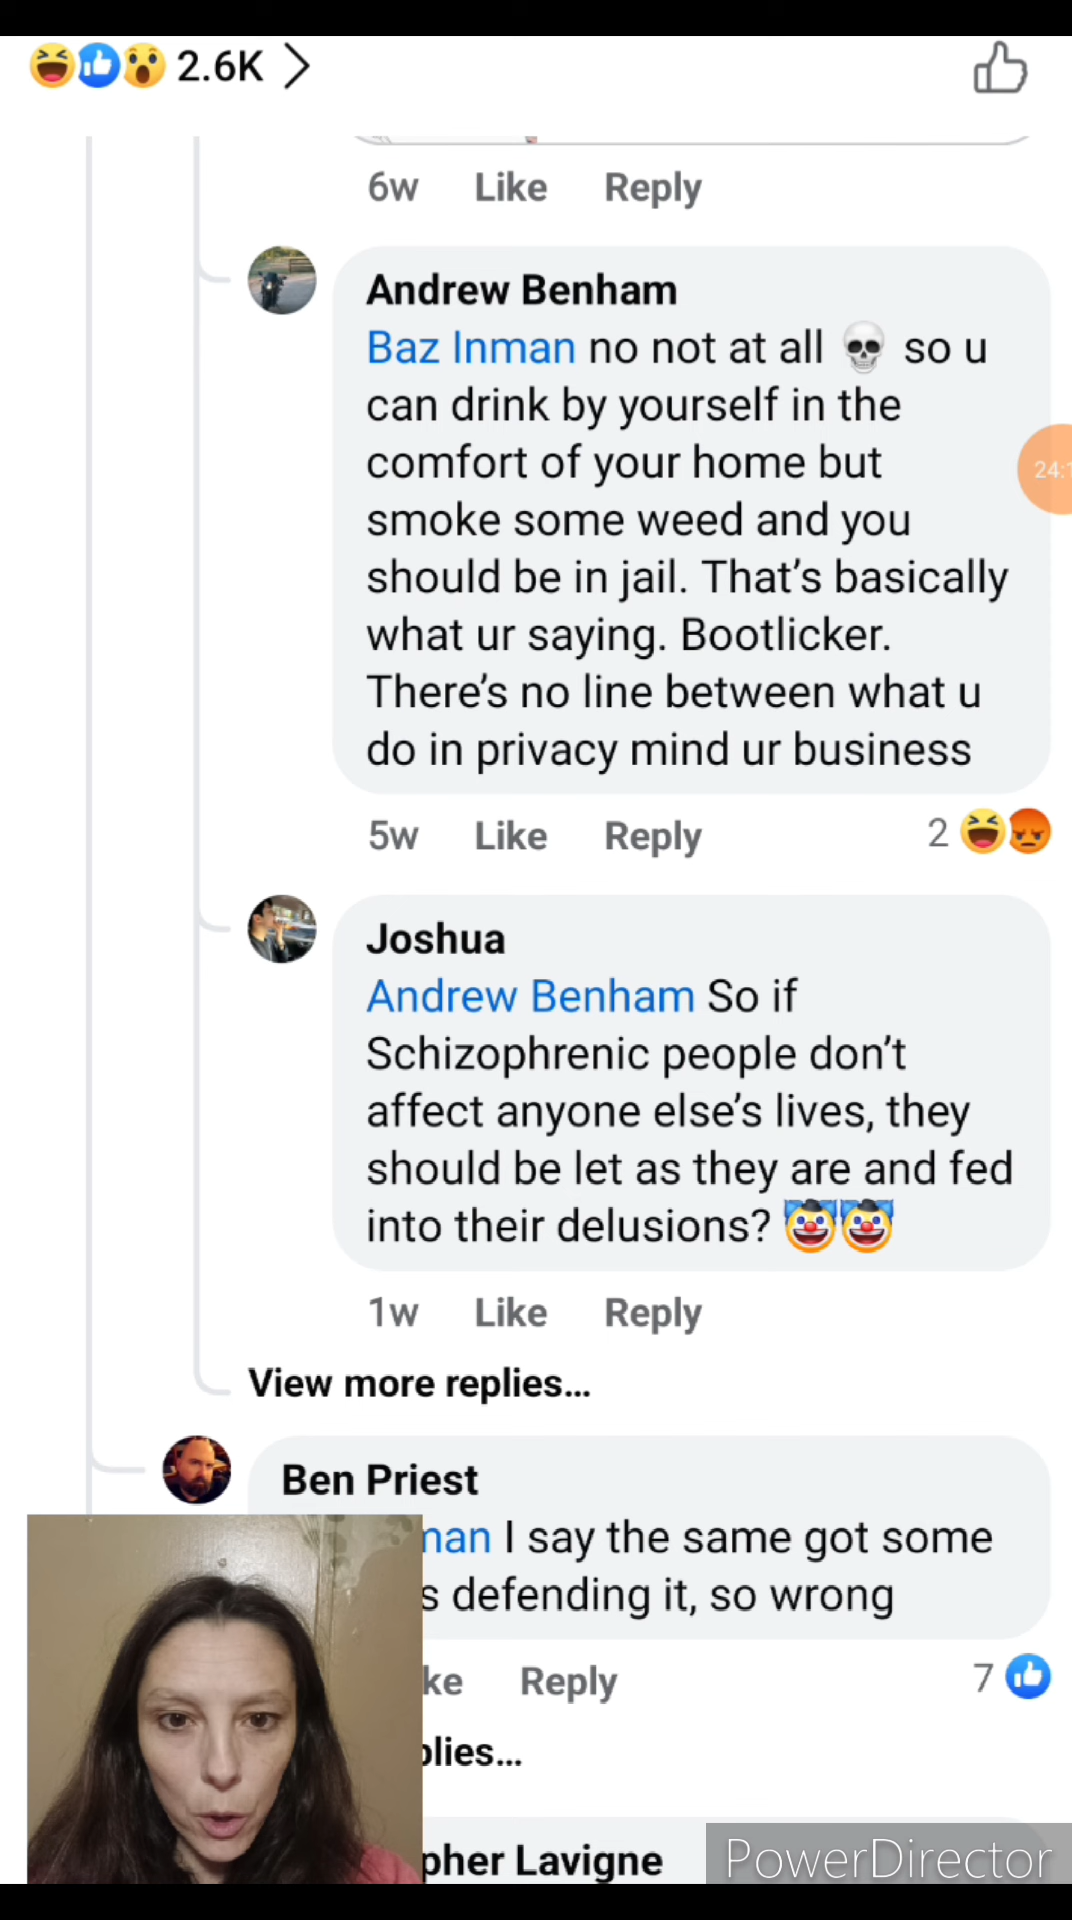 2.6K
6w Like Reply
Andrew Benham
Baz Inman no not at all 💀 so u
can drink by yourself in the
comfort of your home but
smoke some weed and you
should be in jail. That's basically
what ur saying. Bootlicker.
There's no line between what u
do in privacy mind ur business
5w Like Reply 2
24:1
Joshua
Andrew Benham So if
Schizophrenic people don't
affect anyone else's lives, they
should be let as they are and fed
into their delusions? 🤡🤡
1w Like Reply
View more replies...
Ben Priest
man I say the same got some
s defending it, so wrong
ke Reply 7
plies...
pher Lavigne
PowerDirector